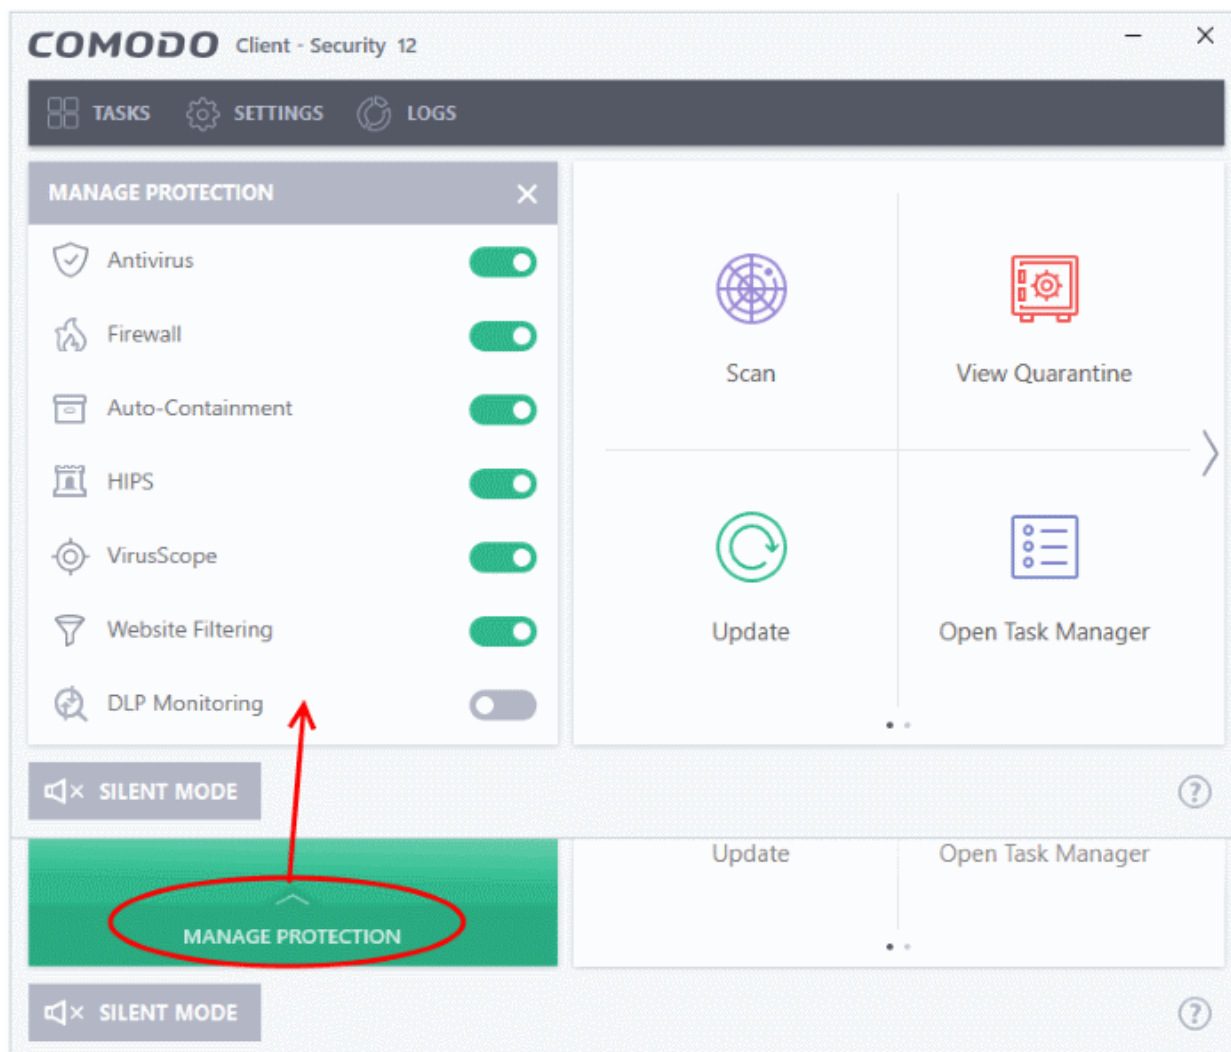 COMODO Client - Security 12
TASKS SETTINGS LOGS
MANAGE PROTECTION
Antivirus
Firewall
Auto-Containment
HIPS
VirusScope
Website Filtering
DLP Monitoring
Scan
View Quarantine
Update
Open Task Manager
SILENT MODE
?
Update
Open Task Manager
MANAGE PROTECTION
SILENT MODE
?